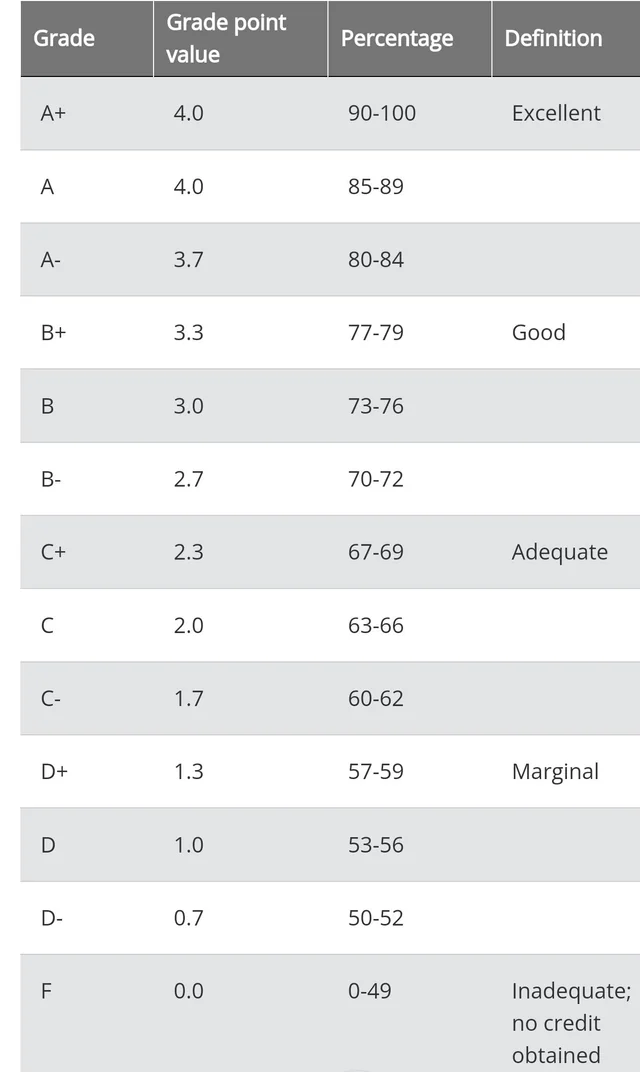 Grade Grade point value Percentage Definition
A+ 4.0 90-100 Excellent
A 4.0 85-89
A- 3.7 80-84
B+ 3.3 77-79 Good
B 3.0 73-76
B- 2.7 70-72
C+ 2.3 67-69 Adequate
C 2.0 63-66
C- 1.7 60-62
D+ 1.3 57-59 Marginal
D 1.0 53-56
D- 0.7 50-52
F 0.0 0-49 Inadequate;
no credit
obtained